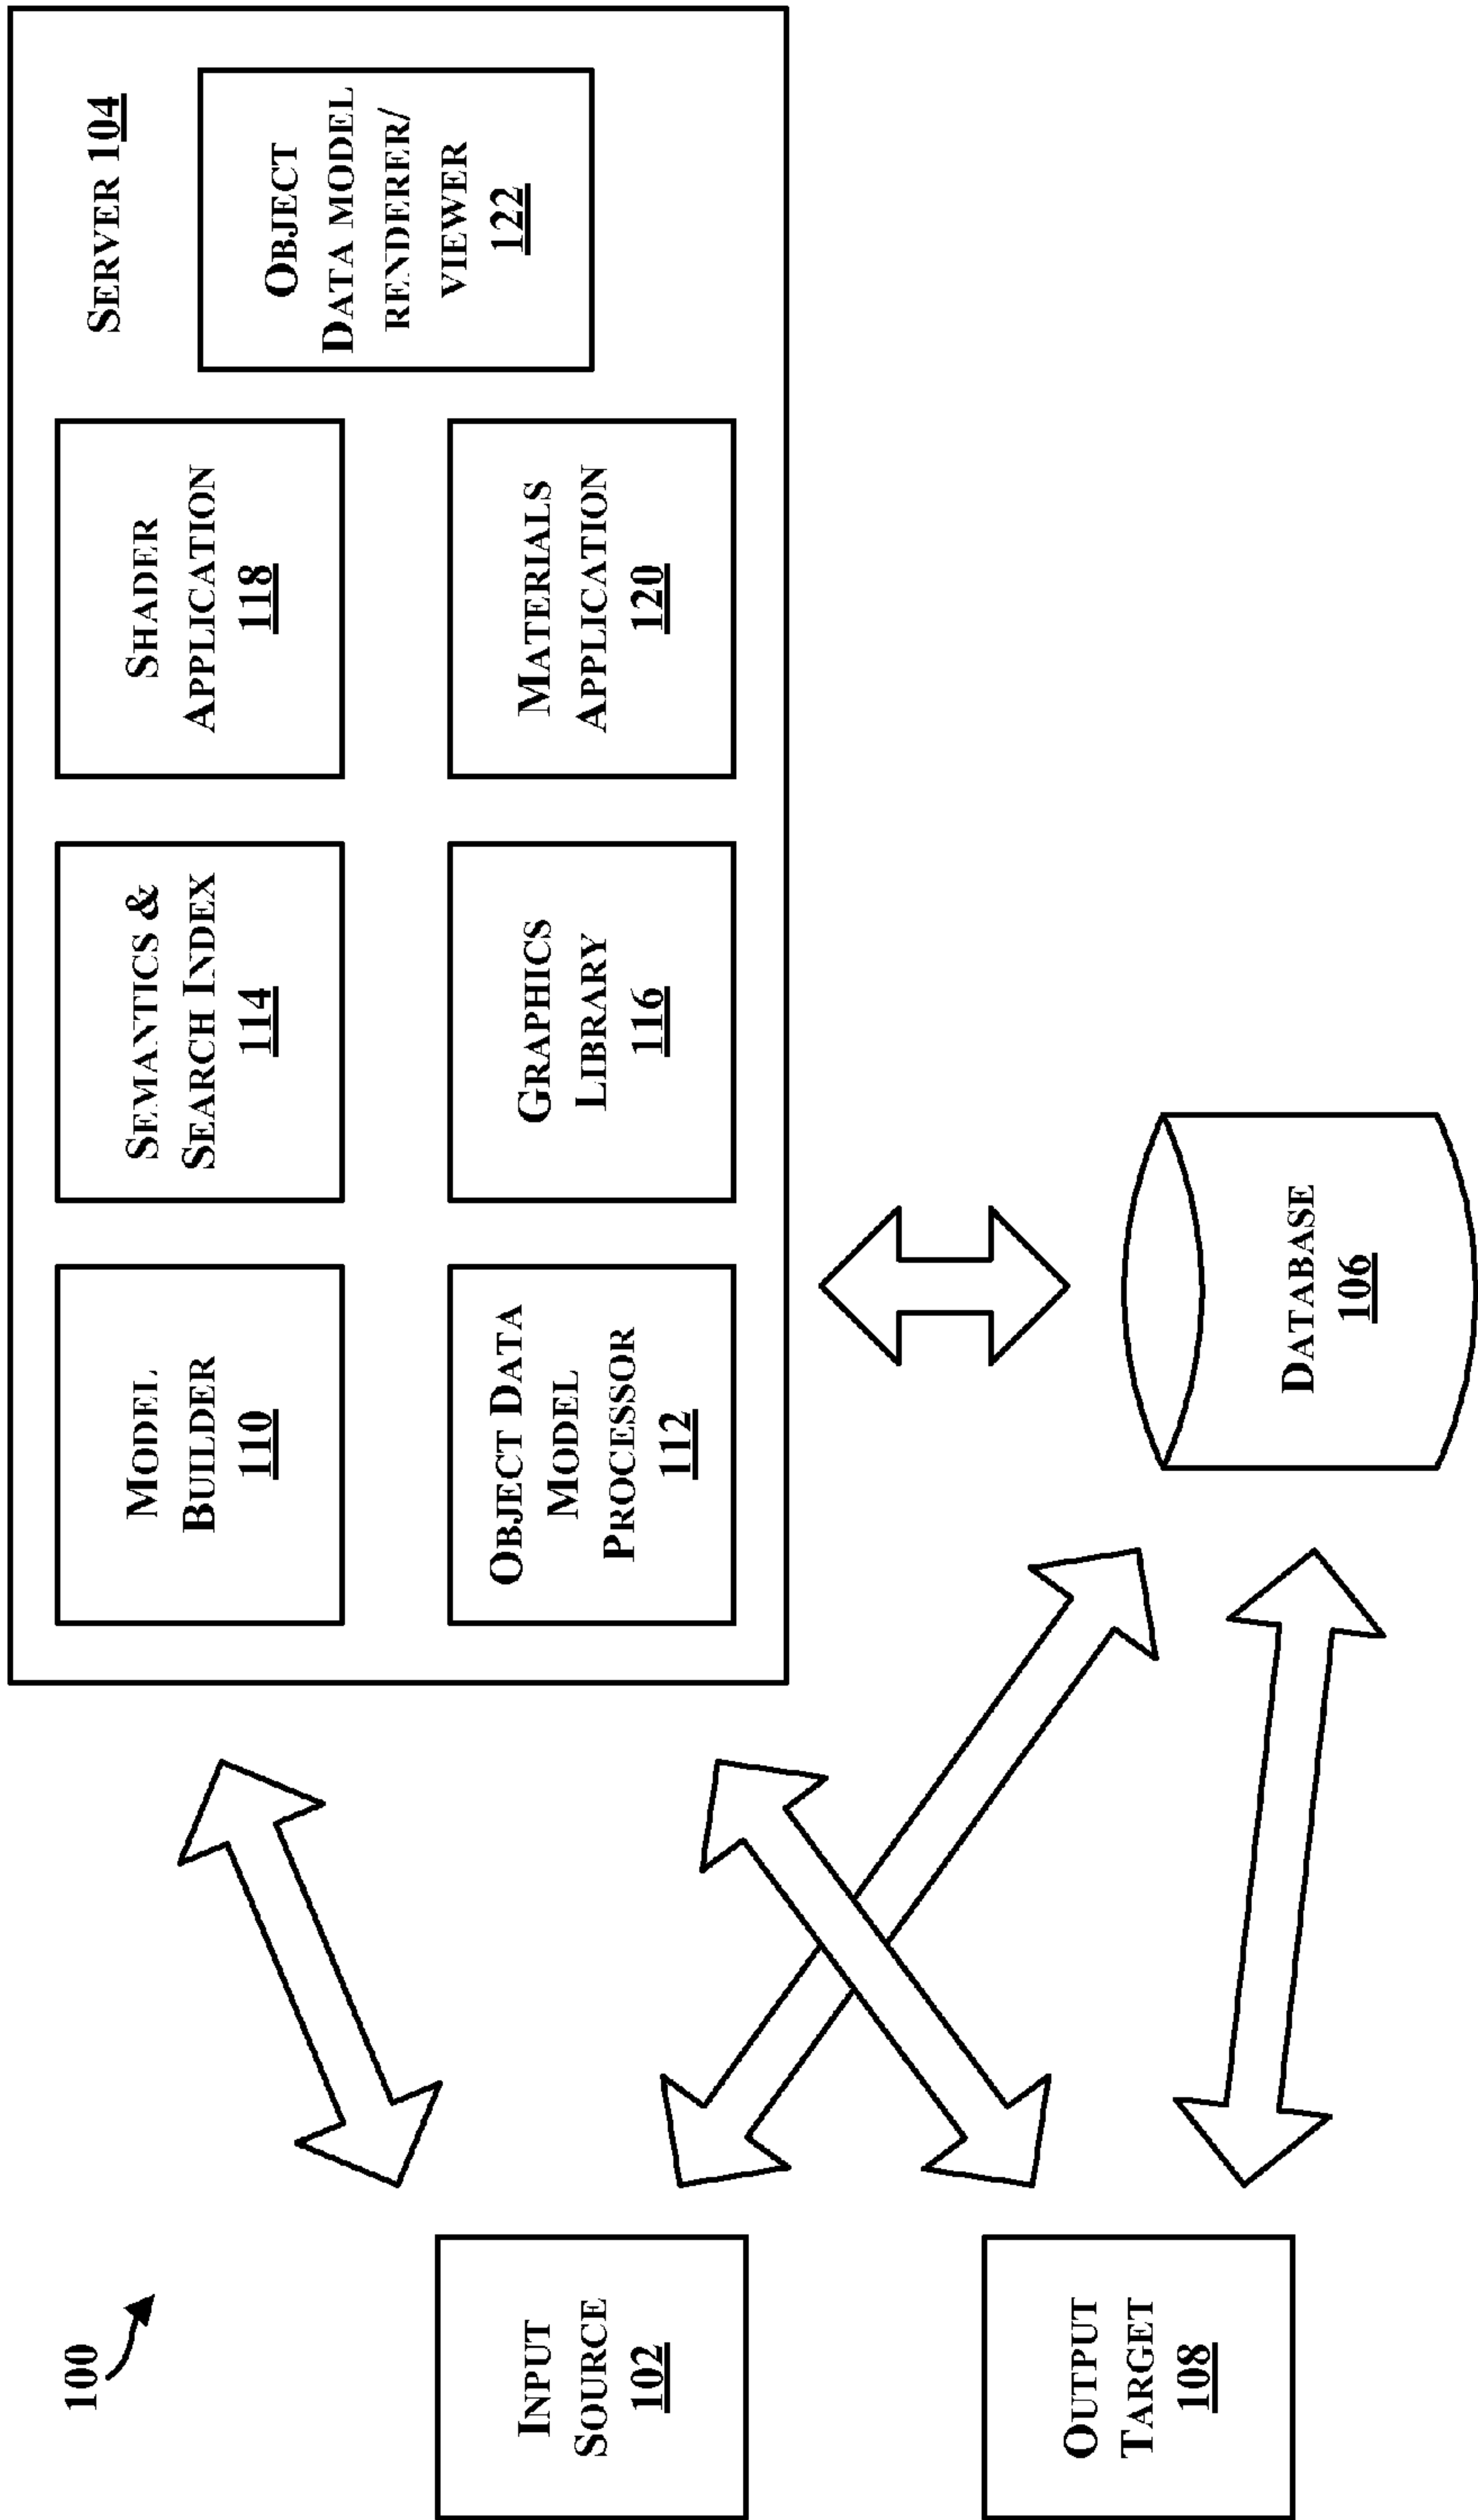 100
SERVER 104
MODEL
BUILDER
110
SEMANTICS &
SEARCH INDEX
114
SHADER
APPLICATION
118
OBJECT
DATA MODEL
RENDERER/
VIEWER
122
OBJECT DATA
MODEL
PROCESSOR
112
GRAPHICS
LIBRARY
116
MATERIALS
APPLICATION
120
INPUT
SOURCE
102
OUTPUT
TARGET
108
DATABASE
106